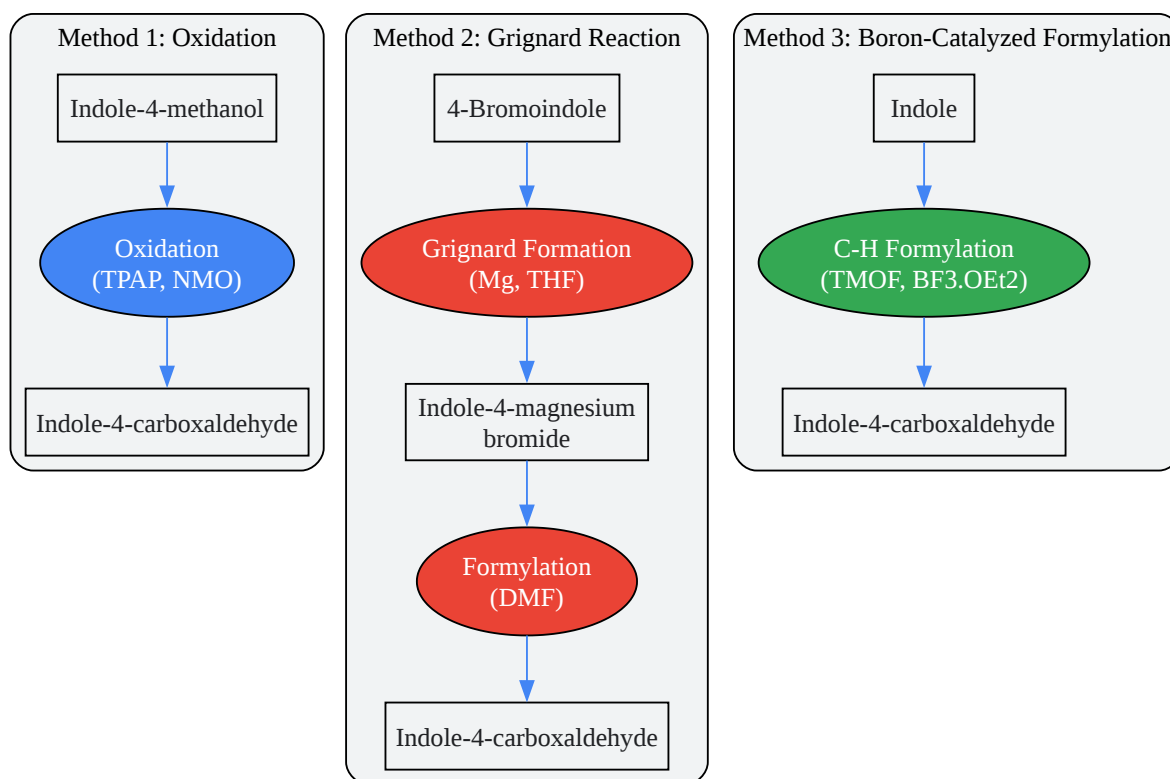 Method 1: Oxidation
Indole-4-methanol
Oxidation
(TPAP, NMO)
Indole-4-carboxaldehyde
Method 2: Grignard Reaction
4-Bromoindole
Grignard Formation
(Mg, THF)
Indole-4-magnesium
bromide
Formylation
(DMF)
Indole-4-carboxaldehyde
Method 3: Boron-Catalyzed Formylation
Indole
C-H Formylation
(TMOF, BF3.OEt2)
Indole-4-carboxaldehyde